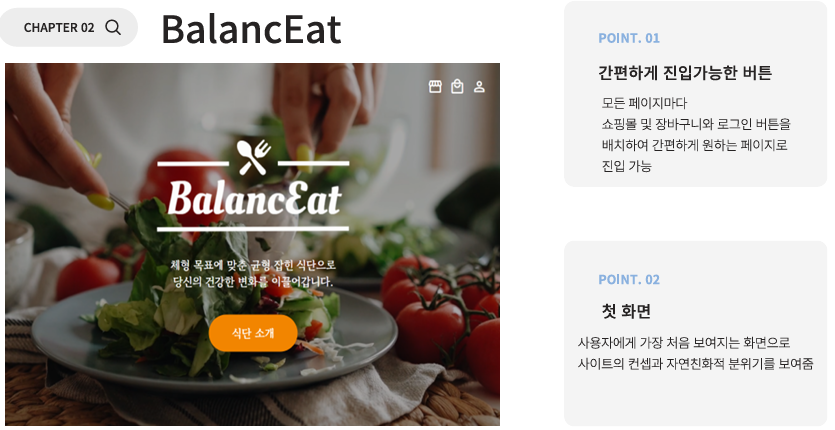 CHAPTER 02
BalancEat
BalancEat
체형 목표에 맞춘 균형 잡힌 식단으로
당신의 건강한 변화를 이끌어갑니다.
식단 소개
POINT. 01
간편하게 진입가능한 버튼
모든 페이지마다
쇼핑몰 및 장바구니와 로그인 버튼을
배치하여 간편하게 원하는 페이지로
진입 가능
POINT. 02
첫 화면
사용자에게 가장 처음 보여지는 화면으로
사이트의 컨셉과 자연친화적 분위기를 보여줌